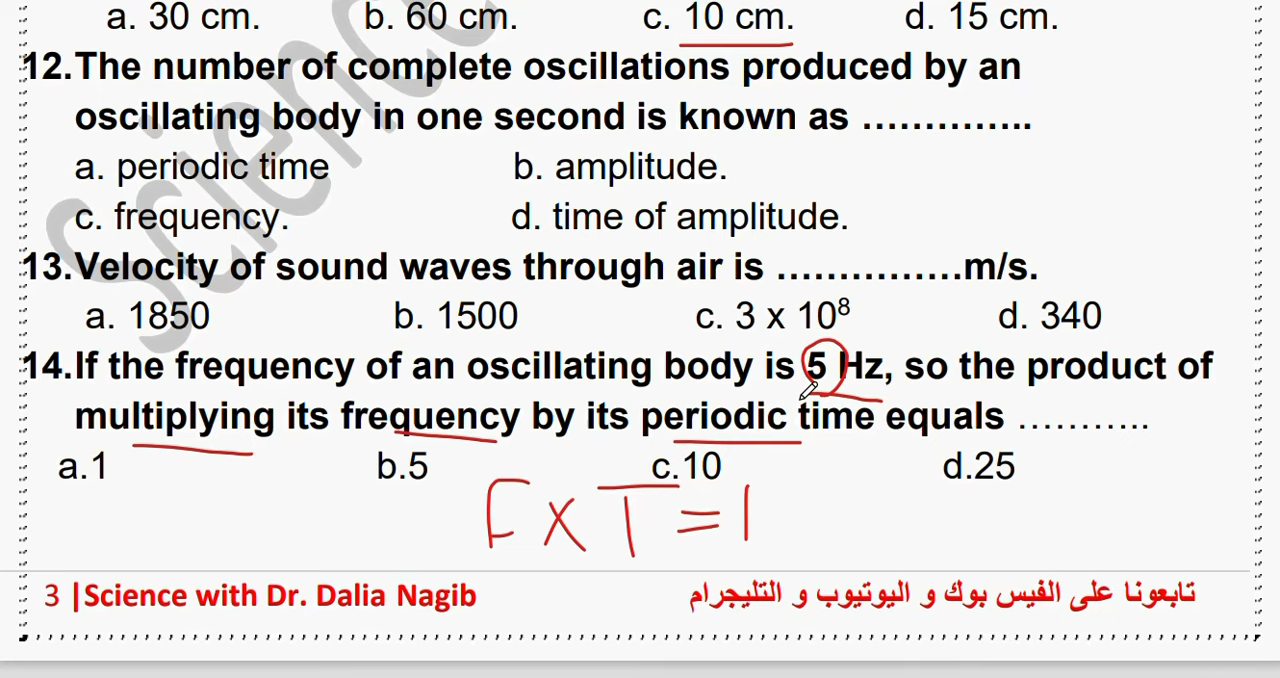 a. 30 cm. b. 60 cm. c. 10 cm. d. 15 cm.
12.The number of complete oscillations produced by an
oscillating body in one second is known as …………..
a. periodic time b. amplitude.
c. frequency. d. time of amplitude.
13.Velocity of sound waves through air is ……………m/s.
a. 1850 b. 1500 c. 3 x 10⁸ d. 340
14.If the frequency of an oscillating body is 5 Hz, so the product of
multiplying its frequency by its periodic time equals ………..
a.1 b.5 c.10 d.25
F x T = 1
3 |Science with Dr. Dalia Nagib تابعونا على الفيس بوك و اليوتيوب و التليجرام
Science